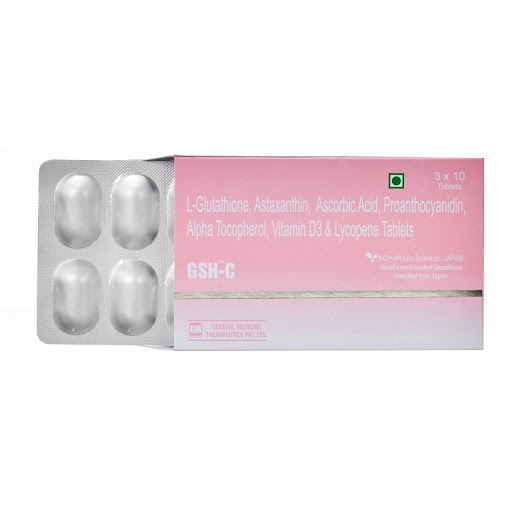 3 x 10
Tablets
L-Glutathione, Astaxanthin, Ascorbic Acid, Proanthocyanidin,
Alpha Tocopherol, Vitamin D3 & Lycopene Tablets
GSH-C™
KOHJIN Life Sciences, JAPAN
World's most trusted Glutathione
Imported from Japan
GM
GENERAL MEDICINE
THERAPEUTICS PVT. LTD.